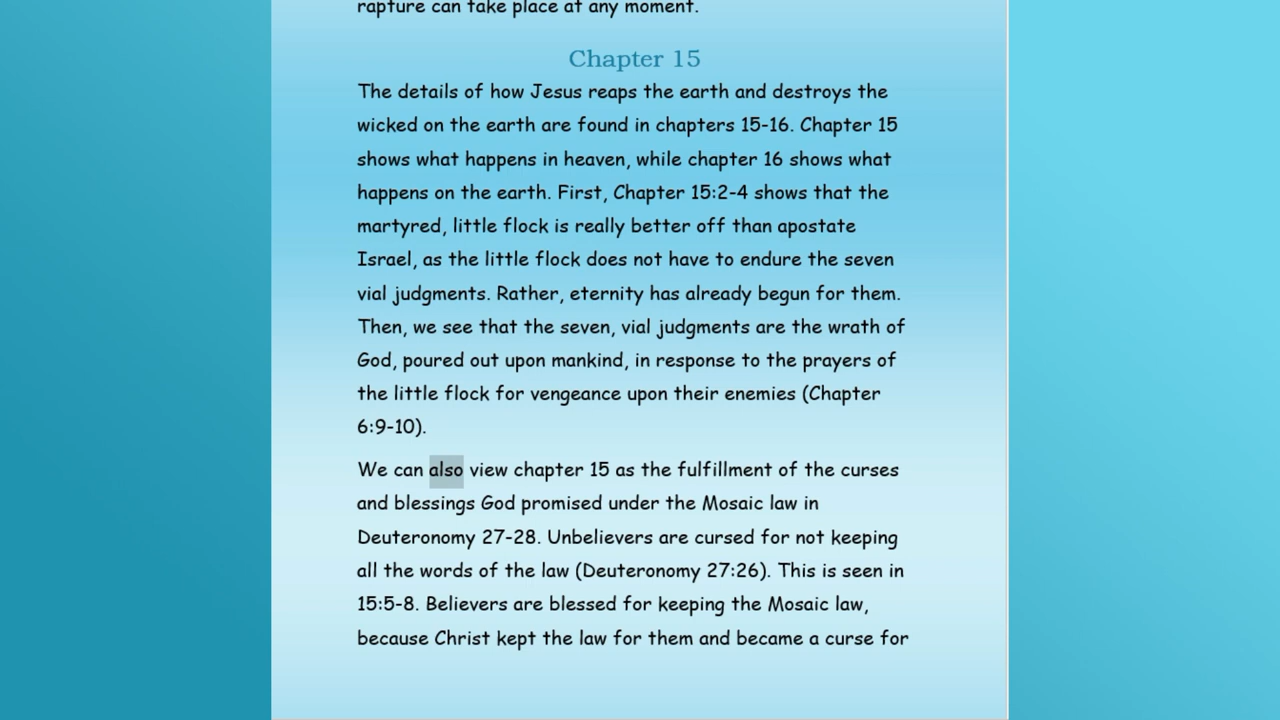 rapture can take place at any moment.
Chapter 15
The details of how Jesus reaps the earth and destroys the
wicked on the earth are found in chapters 15-16. Chapter 15
shows what happens in heaven, while chapter 16 shows what
happens on the earth. First, Chapter 15:2-4 shows that the
martyred, little flock is really better off than apostate
Israel, as the little flock does not have to endure the seven
vial judgments. Rather, eternity has already begun for them.
Then, we see that the seven, vial judgments are the wrath of
God, poured out upon mankind, in response to the prayers of
the little flock for vengeance upon their enemies (Chapter
6:9-10).
We can also view chapter 15 as the fulfillment of the curses
and blessings God promised under the Mosaic law in
Deuteronomy 27-28. Unbelievers are cursed for not keeping
all the words of the law (Deuteronomy 27:26). This is seen in
15:5-8. Believers are blessed for keeping the Mosaic law,
because Christ kept the law for them and became a curse for